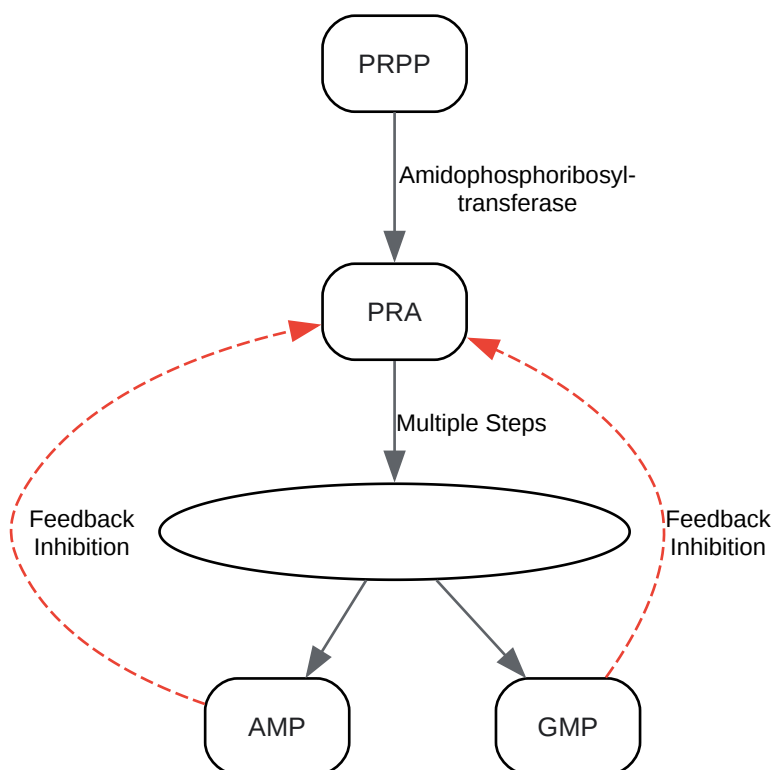 PRPP
Amidophosphoribosyl-
transferase
PRA
Multiple Steps
Feedback
Inhibition
Feedback
Inhibition
AMP
GMP